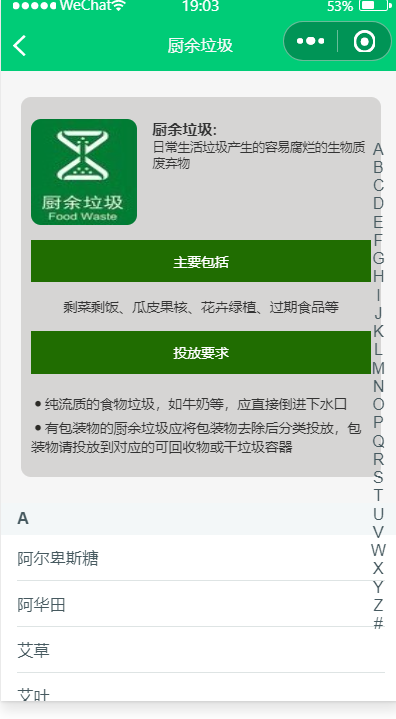 WeChat
19:03
53%
厨余垃圾
厨余垃圾:
日常生活垃圾产生的容易腐烂的生物质
废弃物
厨余垃圾
Food Waste
主要包括
剩菜剩饭、瓜皮果核、花卉绿植、过期食品等
投放要求
•纯流质的食物垃圾，如牛奶等，应直接倒进下水口
•有包装物的厨余垃圾应将包装物去除后分类投放，包
装物请投放到对应的可回收物或干垃圾容器
A
阿尔卑斯糖
阿华田
艾草
艾叶
A
B
C
D
E
F
G
H
I
J
K
L
M
N
O
P
Q
R
S
T
U
V
W
X
Y
Z
#